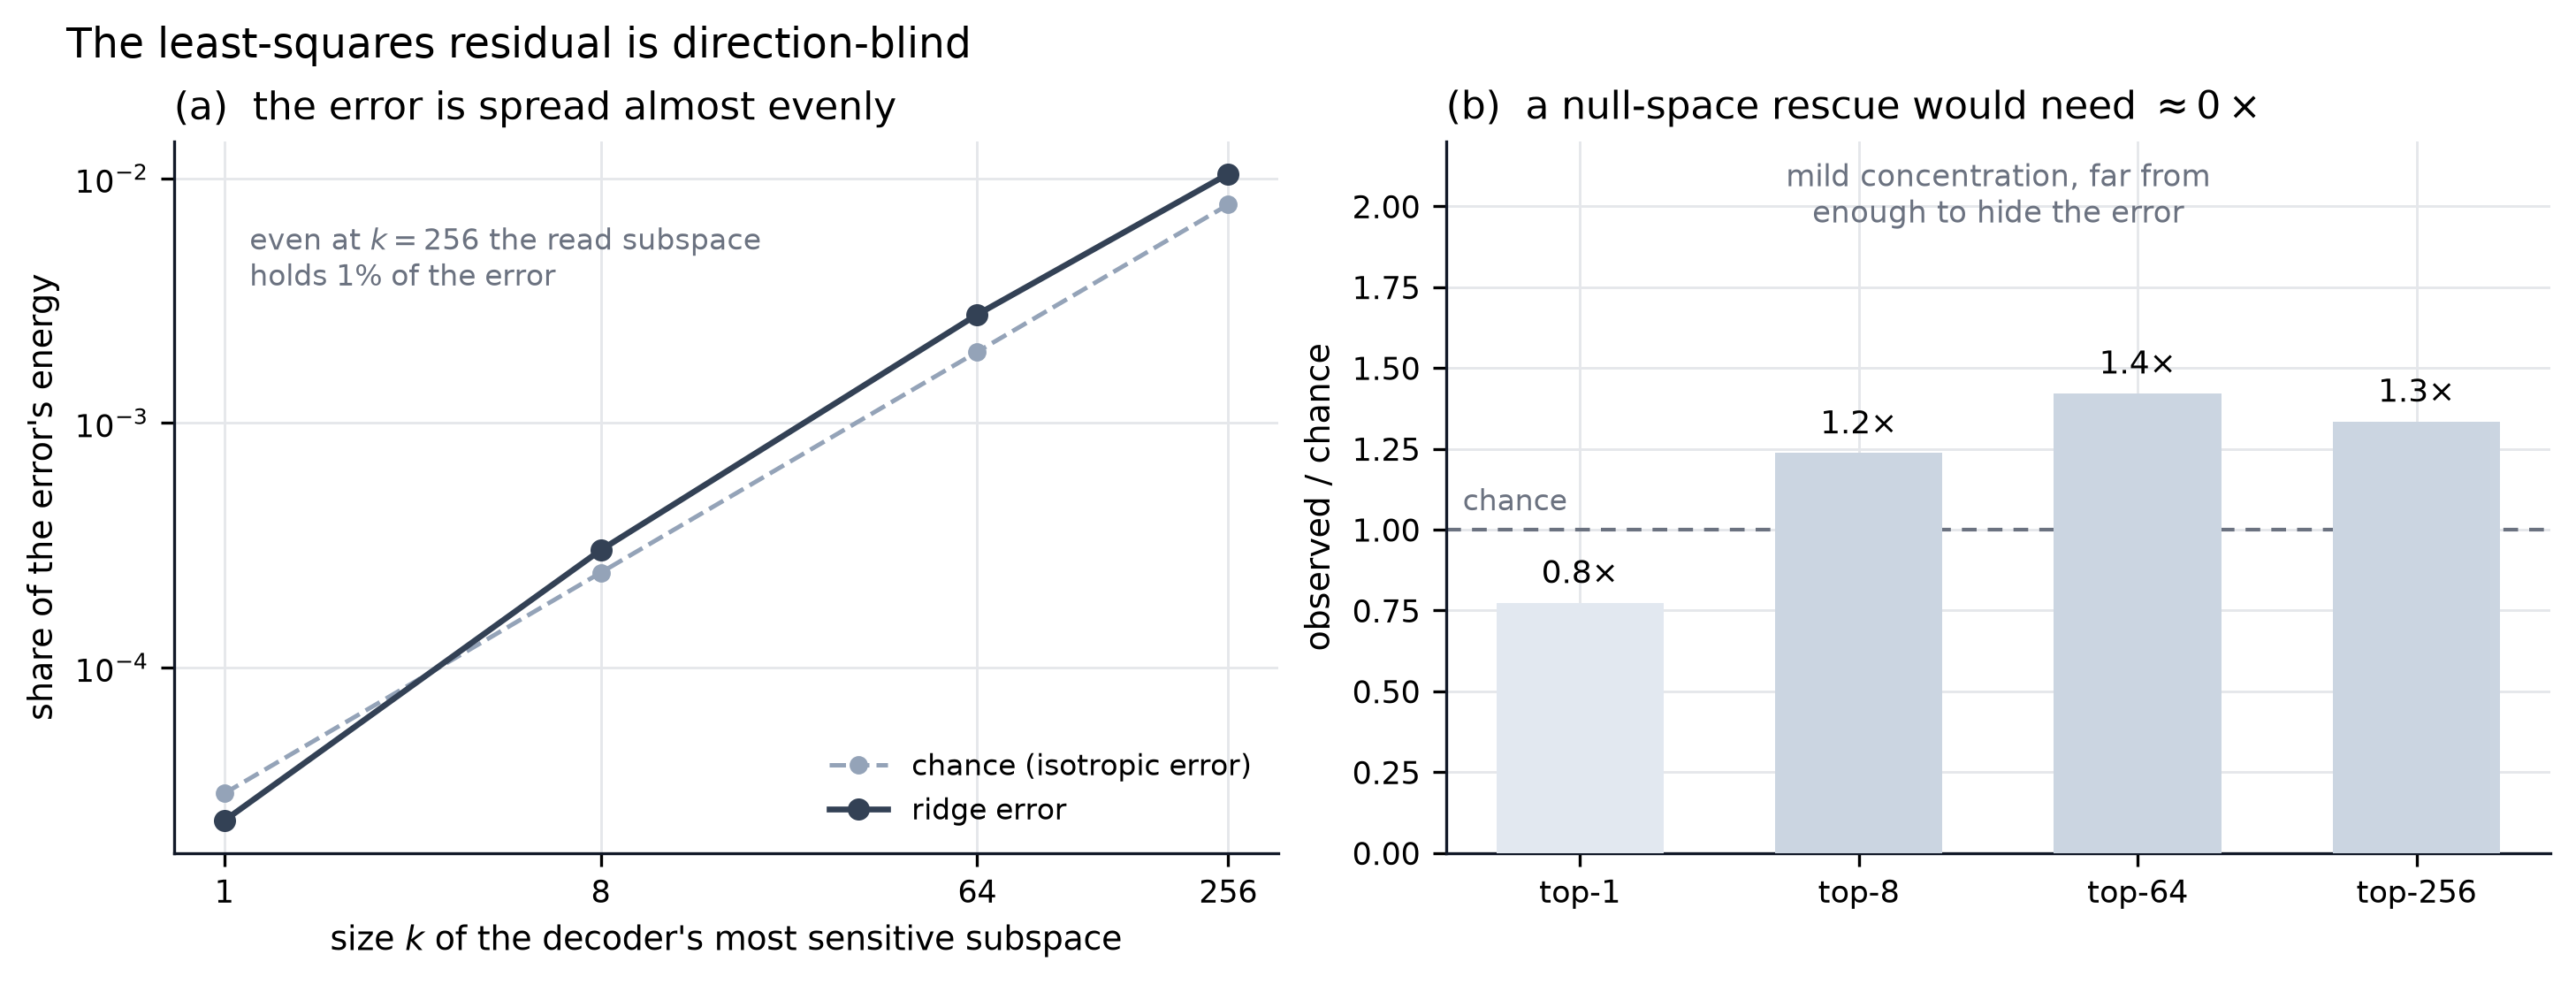 The least-squares residual is direction-blind
(a) the error is spread almost evenly
10⁻²
10⁻³
10⁻⁴
share of the error's energy
even at k = 256 the read subspace
holds 1% of the error
chance (isotropic error)
ridge error
1 8 64 256
size k of the decoder's most sensitive subspace
(b) a null-space rescue would need ≈ 0 ×
mild concentration, far from
enough to hide the error
2.00
1.75
1.50
1.25
1.00
0.75
0.50
0.25
0.00
observed / chance
chance
0.8×
1.2×
1.4×
1.3×
top-1 top-8 top-64 top-256